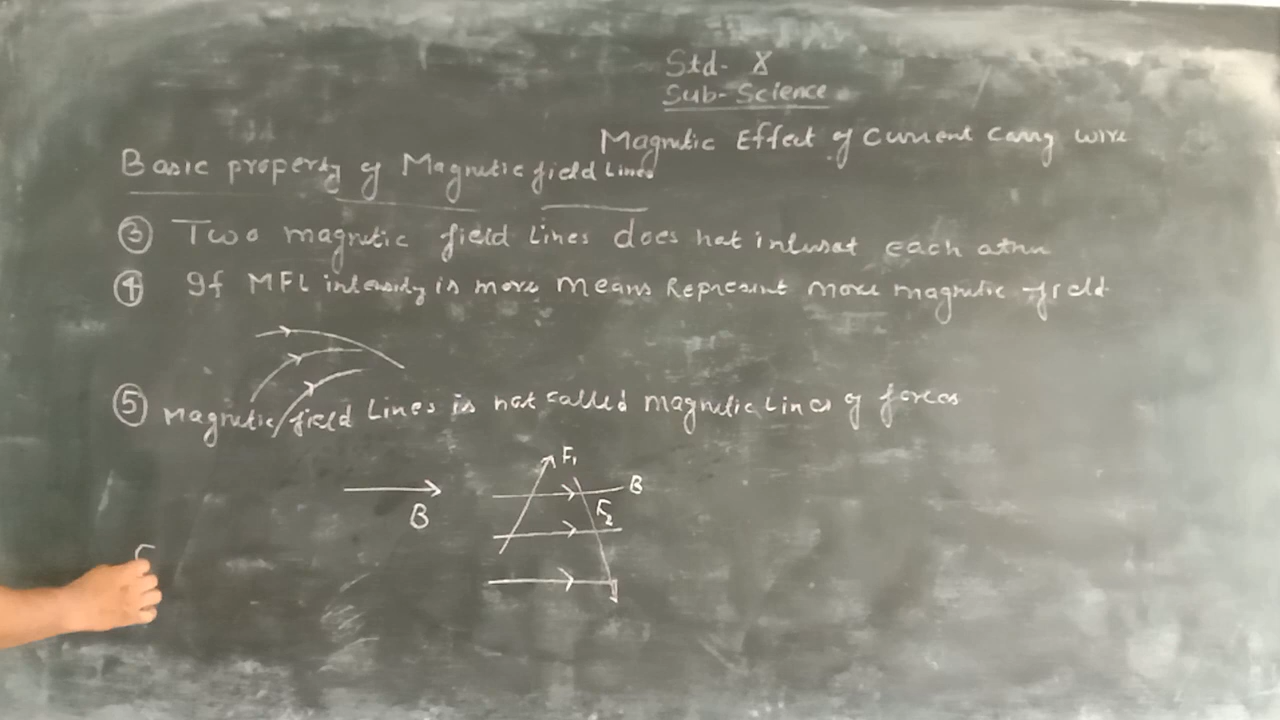 Std- X
Sub- Science
Magnetic Effect of Current Carry wire
Basic property of Magnetic field Lines
③ Two magnetic field Lines does not intersat each other
④ If MFL intensity is more means Represent more magnetic field
⑤ Magnetic field Lines is not called magnetic Lines of forces
F₁
B
F₂
B